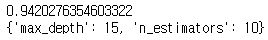 0.9420276354603322
{'max_depth': 15, 'n_estimators': 10}